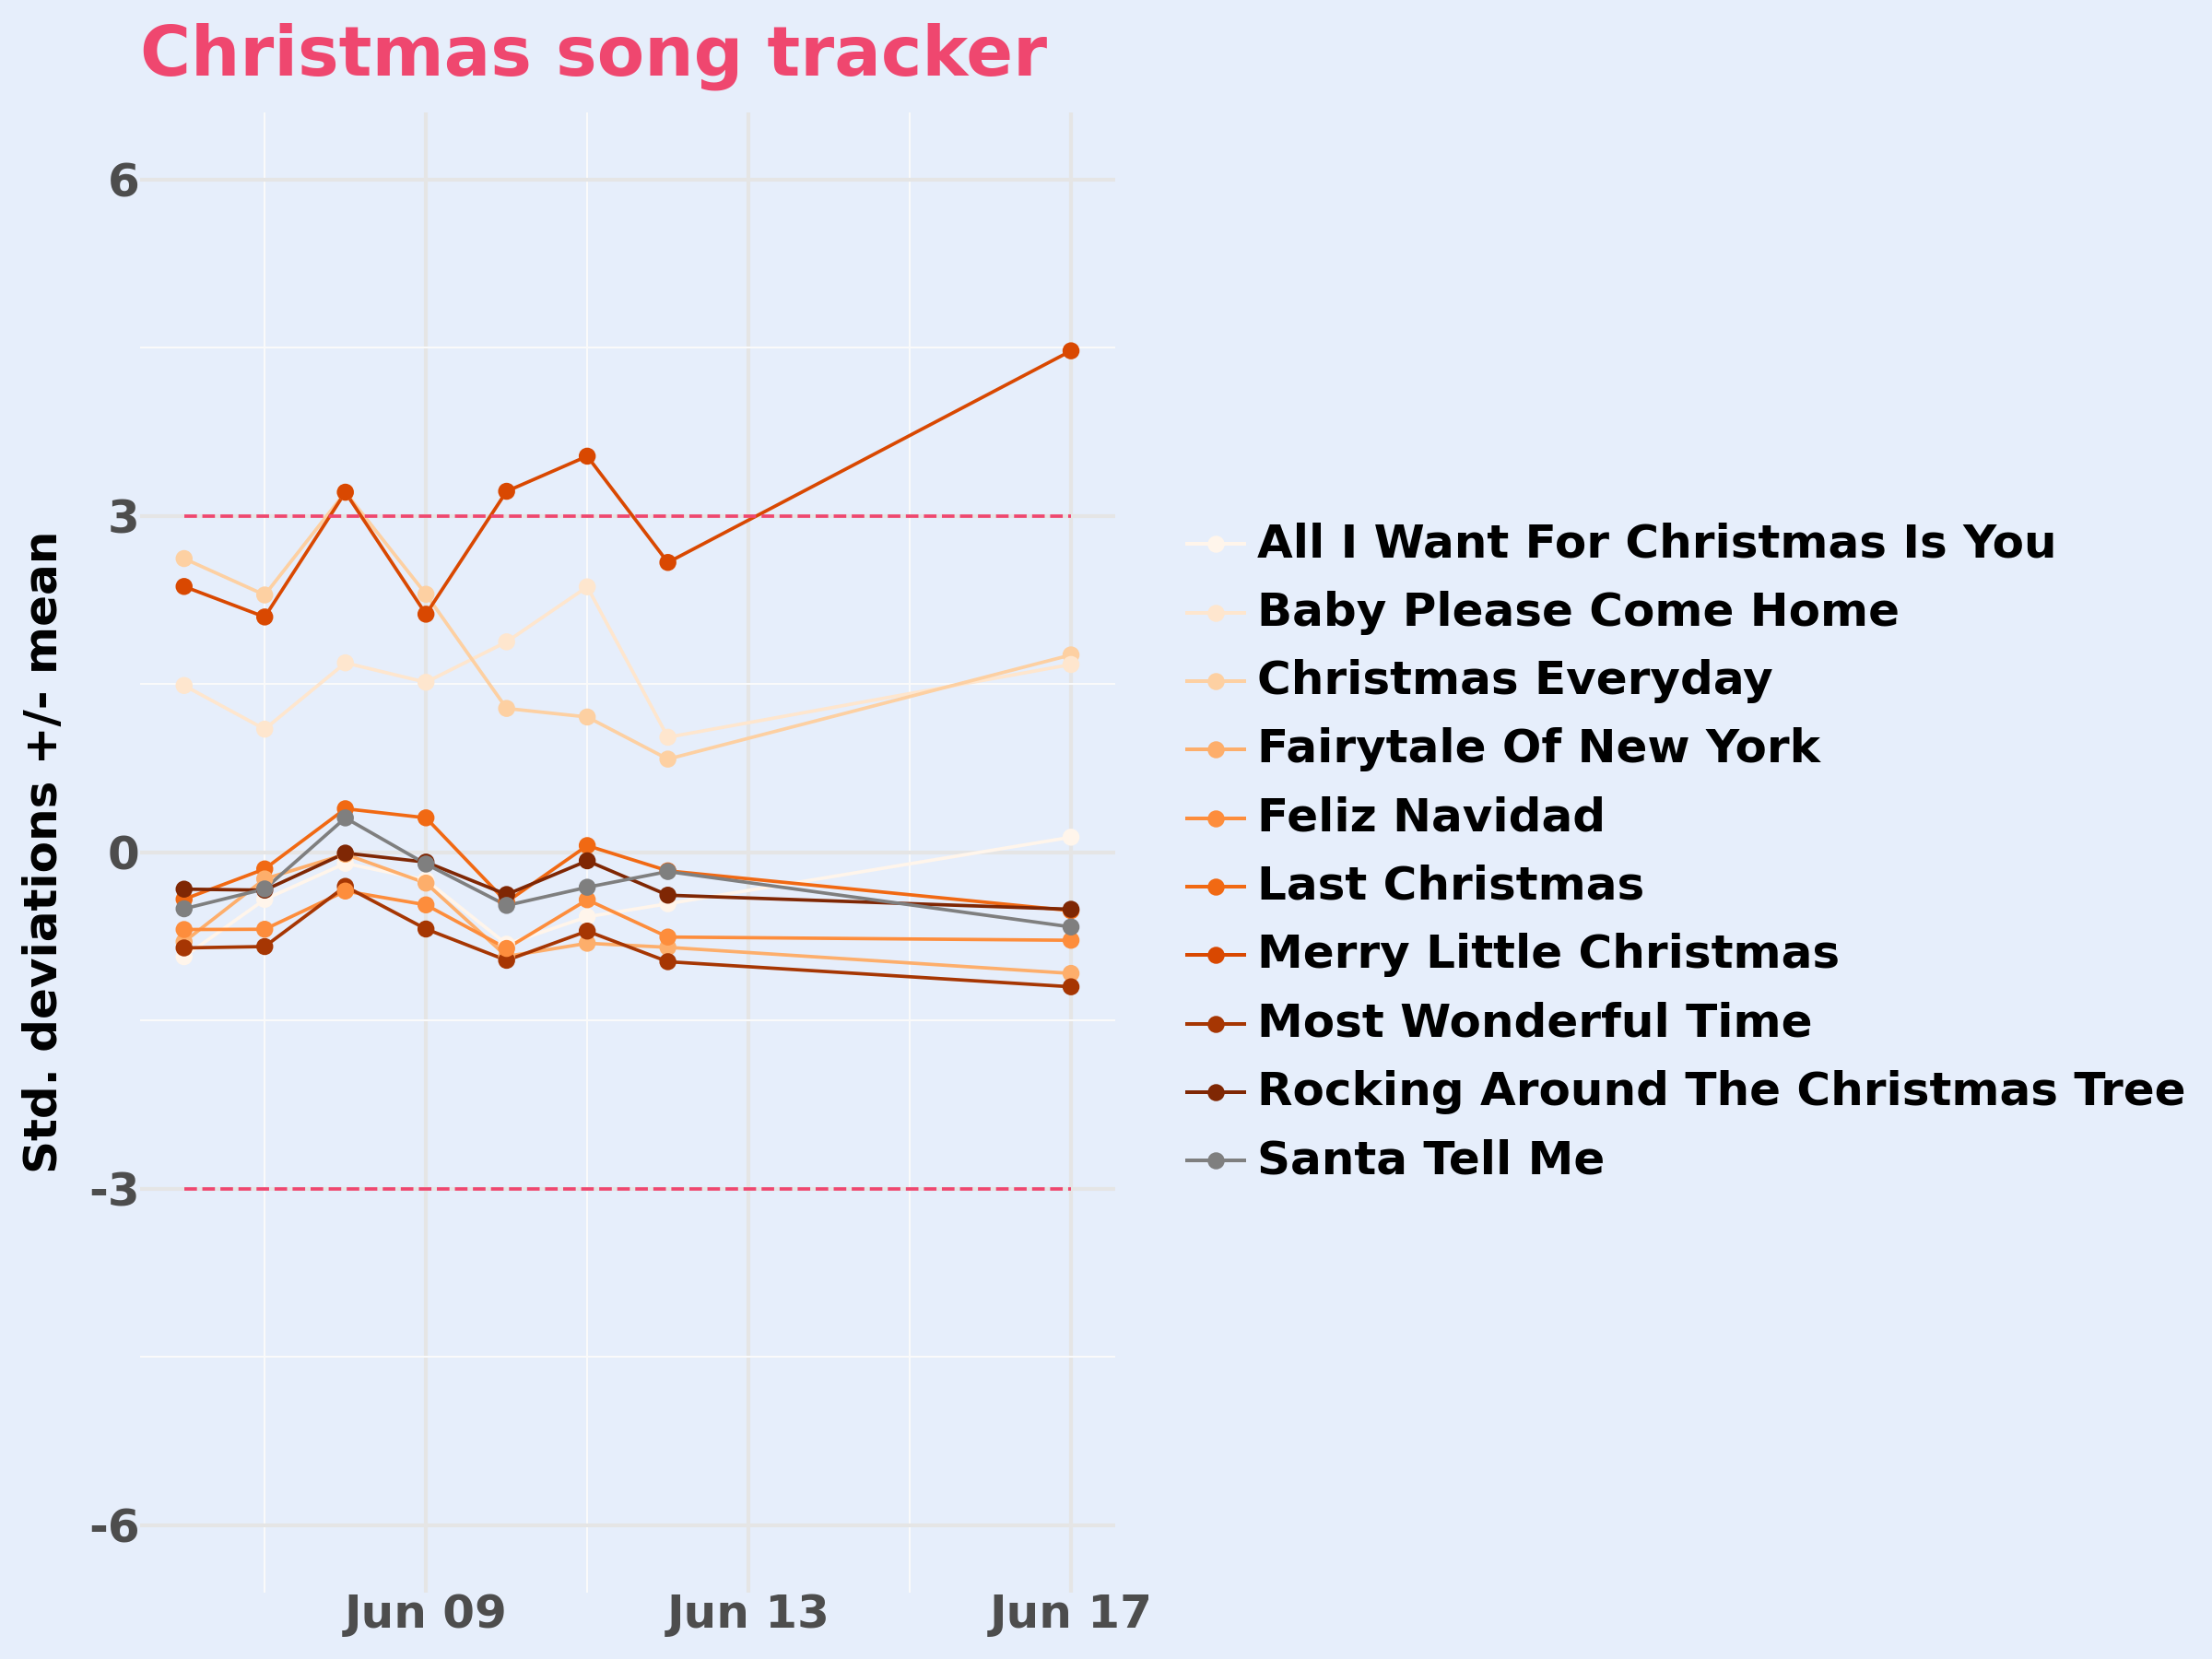 Christmas song tracker
Std. deviations +/- mean
6
3
0
-3
-6
Jun 09
Jun 13
Jun 17
All I Want For Christmas Is You
Baby Please Come Home
Christmas Everyday
Fairytale Of New York
Feliz Navidad
Last Christmas
Merry Little Christmas
Most Wonderful Time
Rocking Around The Christmas Tree
Santa Tell Me